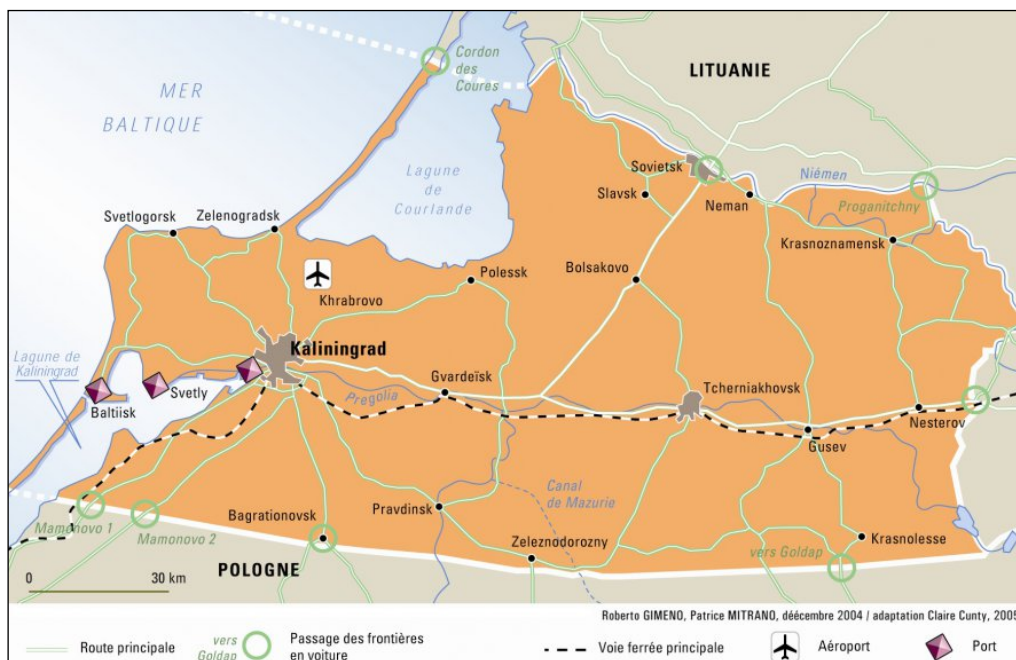 Cordon
des
Coures
LITUANIE
MER
BALTIQUE
Lagune
de
Courlande
Sovietsk
Slavsk
Neman
Niémen
Proganitchny
Krasnoznamensk
Svetlogorsk
Zelenogradsk
Khrabrovo
Polessk
Bolsakovo
Lagune de
Kaliningrad
Kaliningrad
Baltiisk
Svetly
Pregolia
Gvardeïsk
Tcherniakhovsk
Gusev
Nesterov
Canal
de Mazurie
Mamonovo 1
Mamonovo 2
Bagrationovsk
Pravdinsk
Zeleznodorozny
Krasnolesse
vers Goldap
POLOGNE
0
30 km
Roberto GIMENO, Patrice MITRANO, déécembre 2004 / adaptation Claire Cunty, 2005
Route principale
vers
Goldap
Passage des frontières
en voiture
Voie ferrée principale
Aéroport
Port